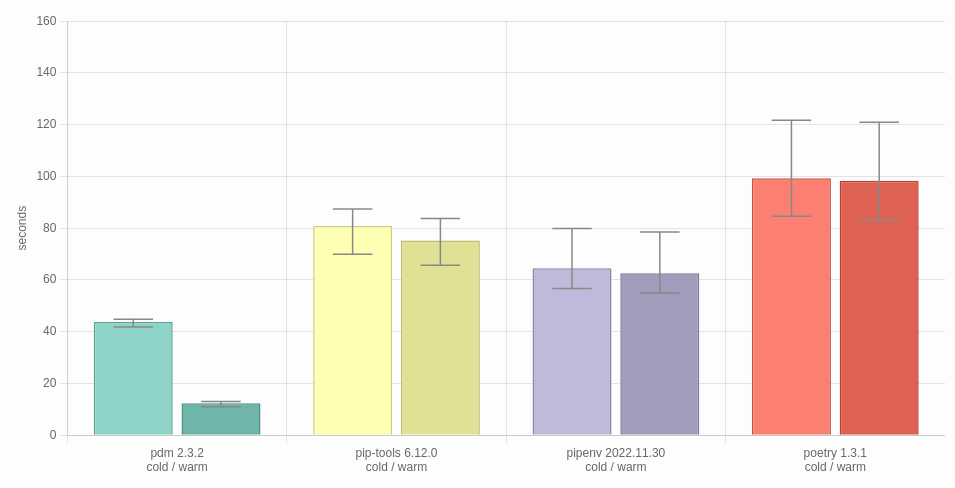 160
140
120
100
80
60
40
20
0
seconds
pdm 2.3.2
cold / warm
pip-tools 6.12.0
cold / warm
pipenv 2022.11.30
cold / warm
poetry 1.3.1
cold / warm